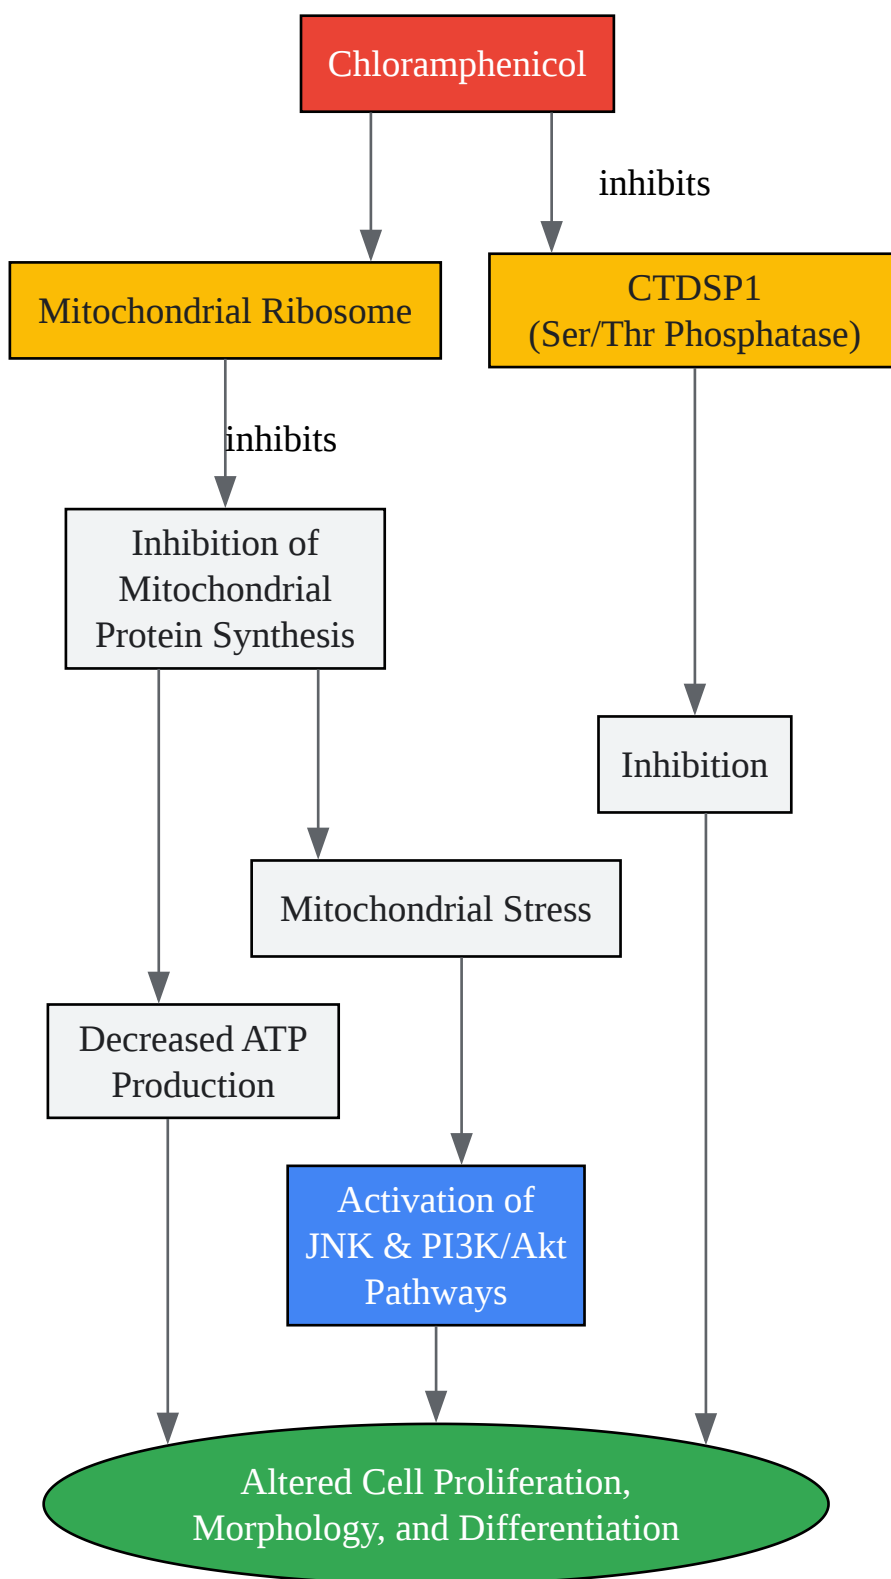 Chloramphenicol
inhibits
Mitochondrial Ribosome
CTDSP1
(Ser/Thr Phosphatase)
inhibits
Inhibition of
Mitochondrial
Protein Synthesis
Inhibition
Mitochondrial Stress
Decreased ATP
Production
Activation of
JNK & PI3K/Akt
Pathways
Altered Cell Proliferation,
Morphology, and Differentiation